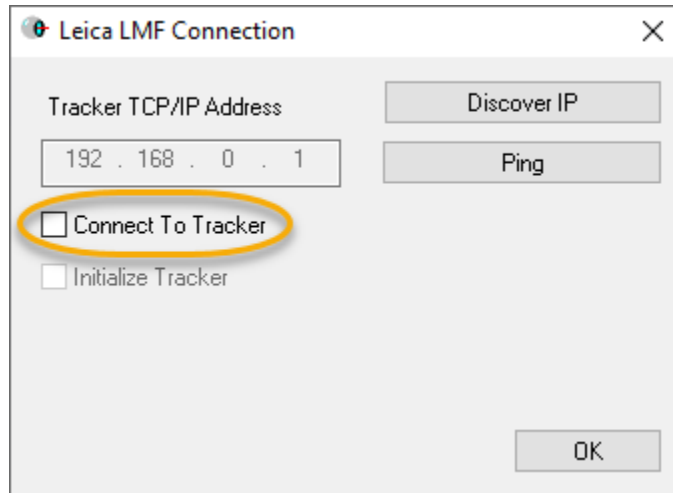 Leica LMF Connection
Tracker TCP/IP Address
Discover IP
192 . 168 . 0 . 1
Ping
Connect To Tracker
Initialize Tracker
OK